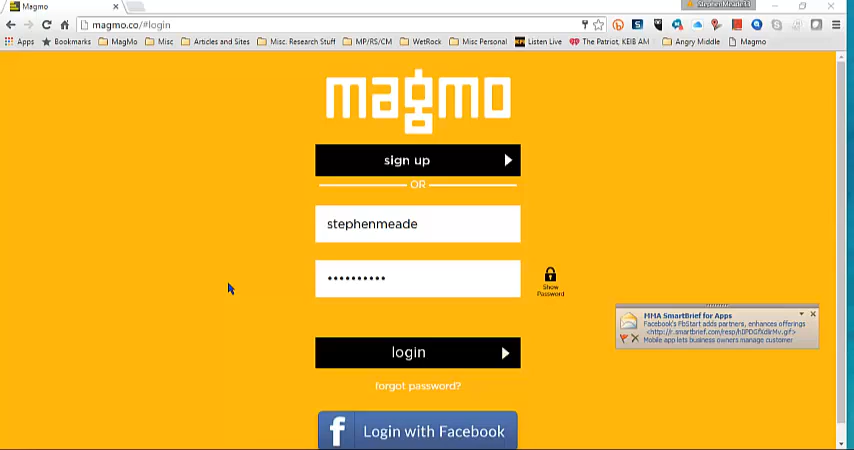 Magmo
StephenMeade33
magmo.co/#login
Apps Bookmarks MagMo Misc Articles and Sites Misc. Research Stuff MP/RS/CM WetRock Misc Personal Listen Live The Patriot, KEIB AM Angry Middle Magmo
magmo
sign up
OR
stephenmeade
Show
Password
login
forgot password?
f Login with Facebook
MMA SmartBrief for Apps
Facebook's FbStart adds partners, enhances offerings
Mobile app lets business owners manage customer